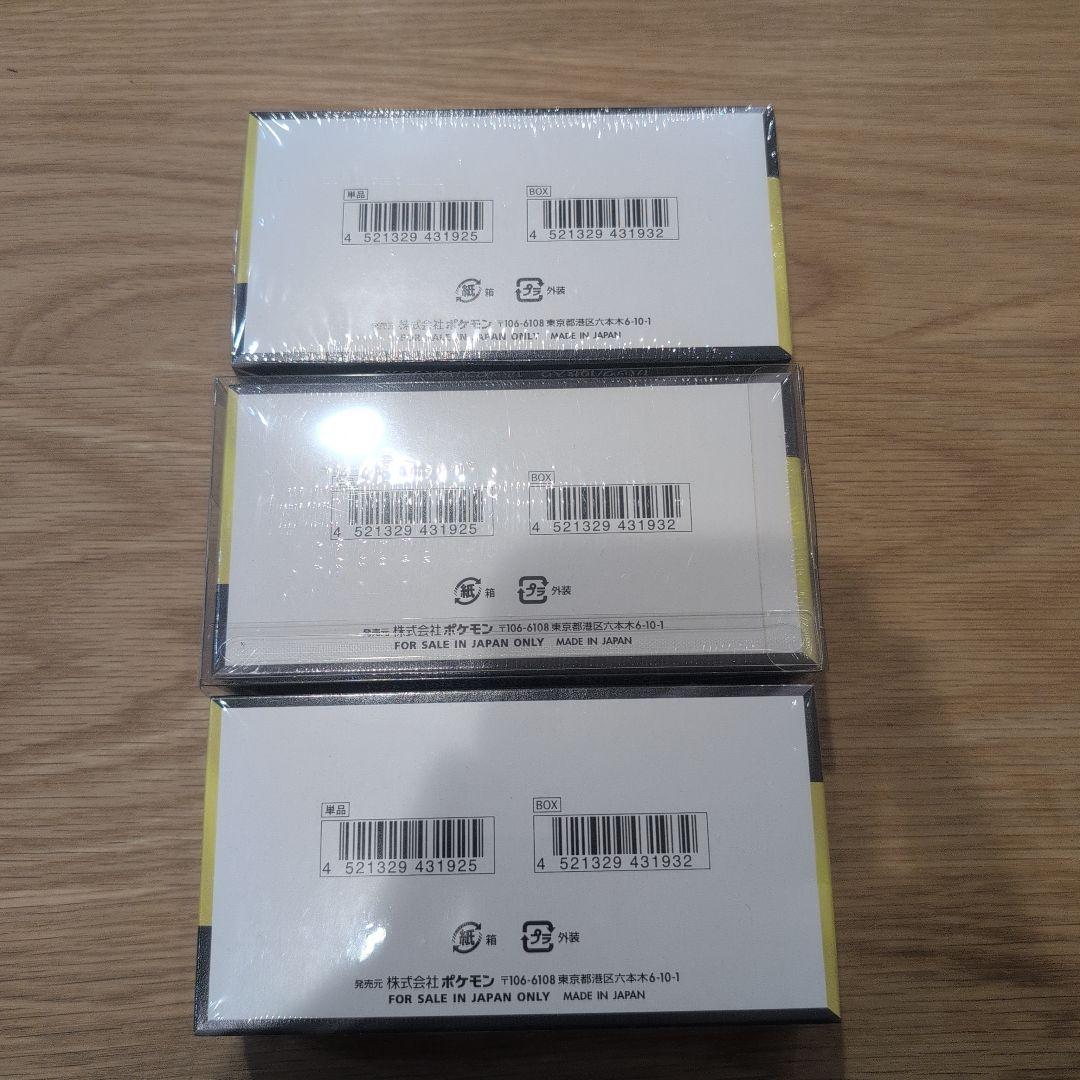 単品
BOX
4 521329 431925
4 521329 431932
紙 箱
プラ 外装
発売元 株式会社ポケモン 〒106-6108 東京都港区六本木6-10-1
FOR SALE IN JAPAN ONLY MADE IN JAPAN
BOX
4 521329 431925
4 521329 431932
紙 箱
プラ 外装
発売元 株式会社ポケモン 〒106-6108 東京都港区六本木6-10-1
FOR SALE IN JAPAN ONLY MADE IN JAPAN
単品
BOX
4 521329 431925
4 521329 431932
紙 箱
プラ 外装
発売元 株式会社ポケモン 〒106-6108 東京都港区六本木6-10-1
FOR SALE IN JAPAN ONLY MADE IN JAPAN